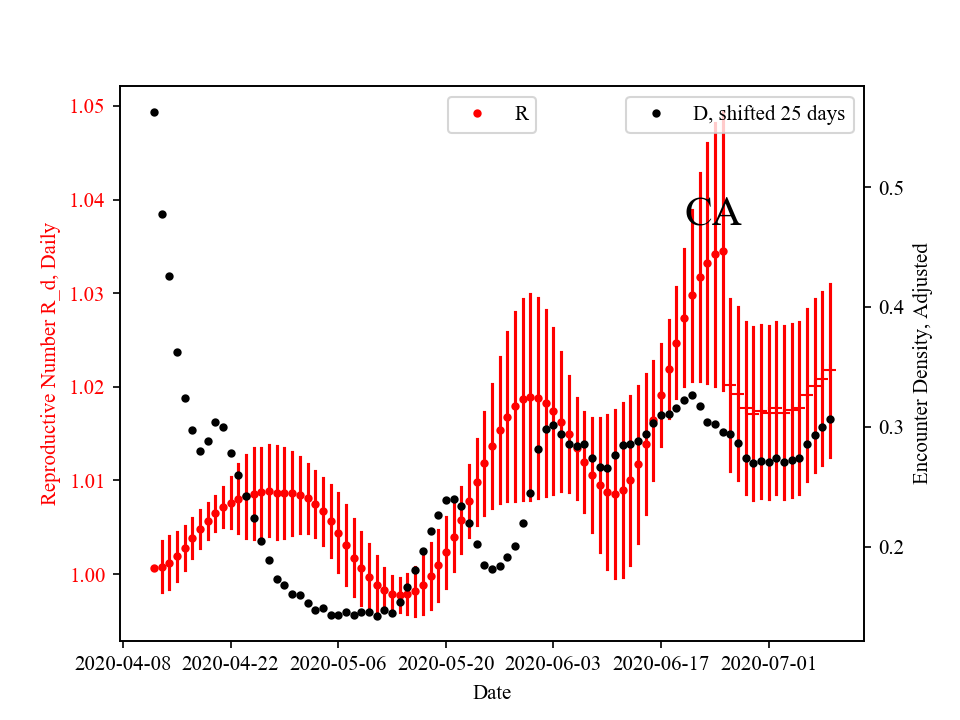 R
D, shifted 25 days
CA
Reproductive Number R_d, Daily
1.05
1.04
1.03
1.02
1.01
1.00
Encounter Density, Adjusted
0.5
0.4
0.3
0.2
2020-04-08 2020-04-22 2020-05-06 2020-05-20 2020-06-03 2020-06-17 2020-07-01
Date